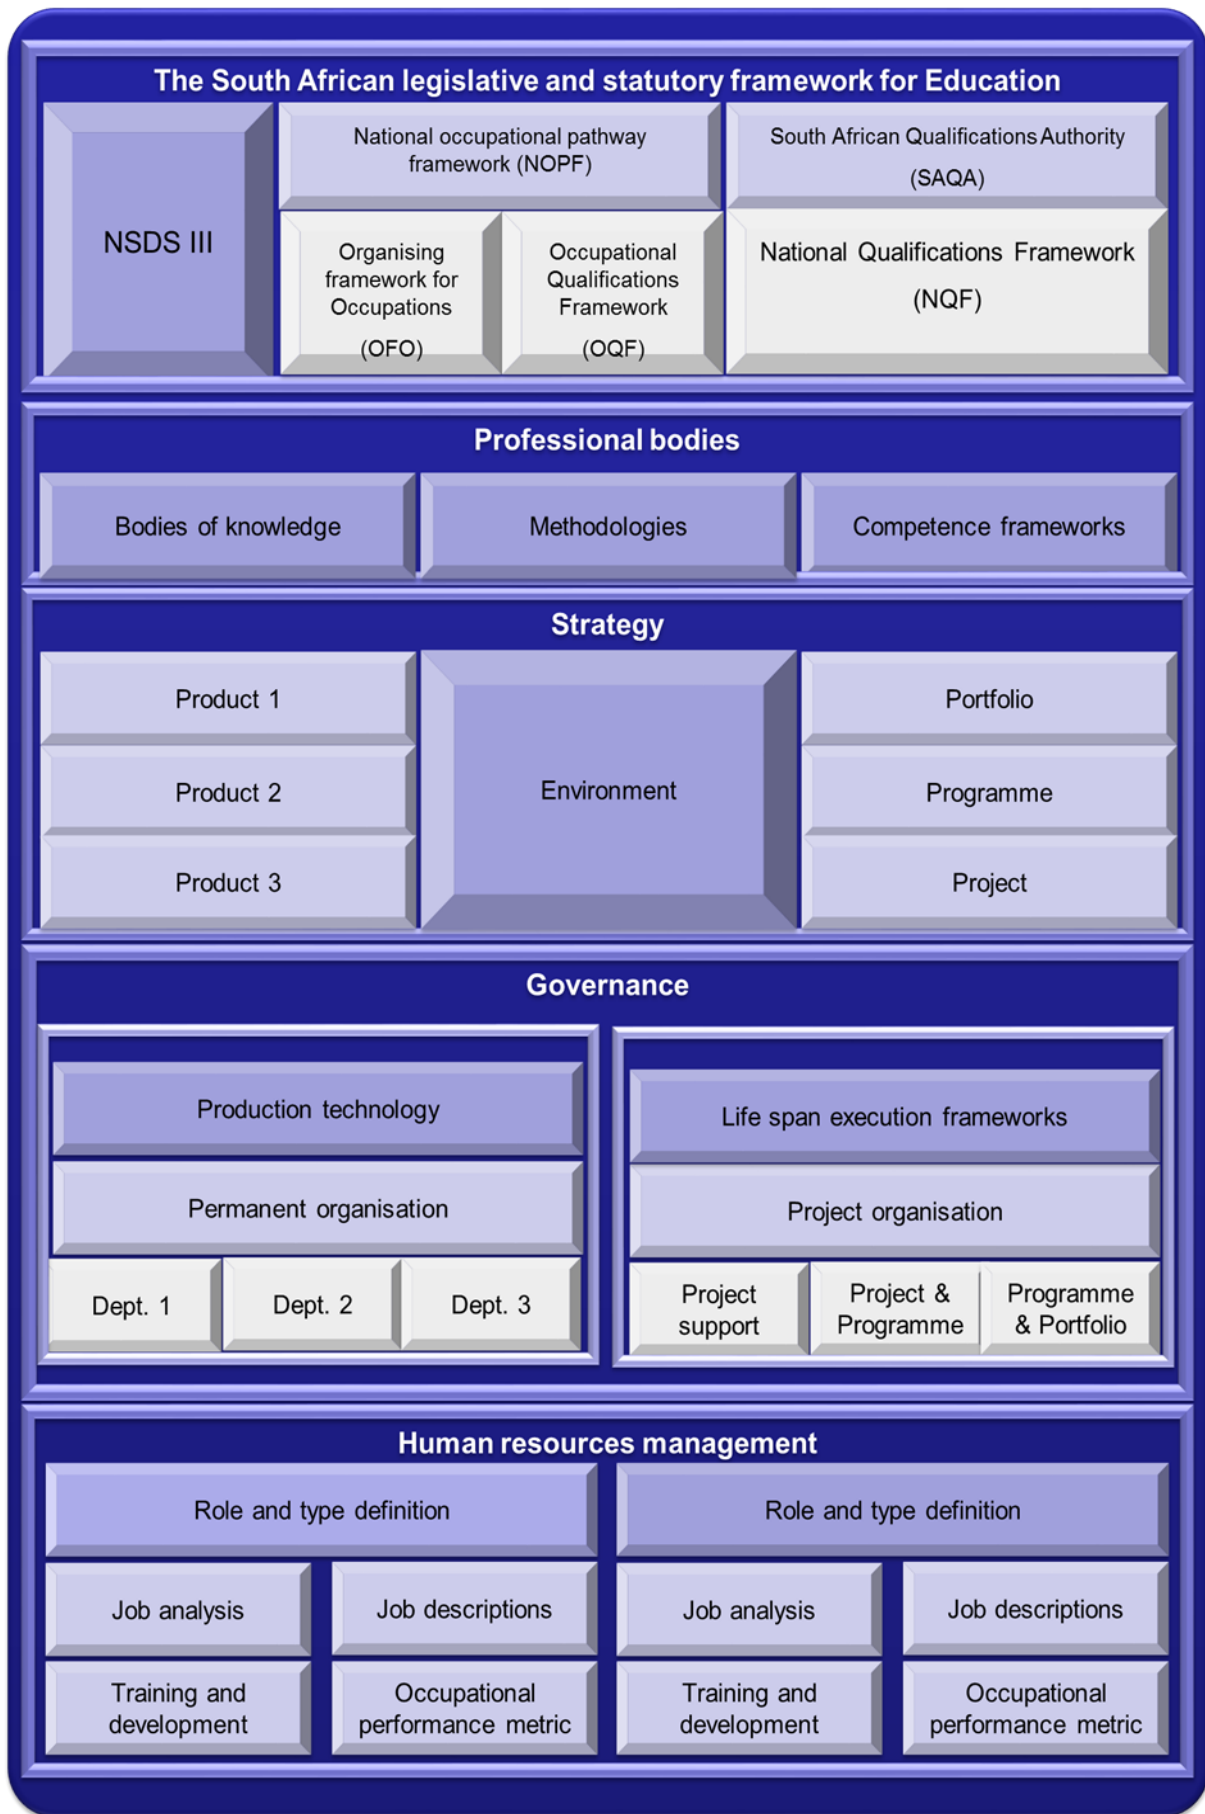 The South African legislative and statutory framework for Education
NSDS III
National occupational pathway
framework (NOPF)
South African Qualifications Authority
(SAQA)
Organising
framework for
Occupations
(OFO)
Occupational
Qualifications
Framework
(OQF)
National Qualifications Framework
(NQF)
Professional bodies
Bodies of knowledge
Methodologies
Competence frameworks
Strategy
Product 1
Product 2
Product 3
Environment
Portfolio
Programme
Project
Governance
Production technology
Permanent organisation
Dept. 1
Dept. 2
Dept. 3
Life span execution frameworks
Project organisation
Project
support
Project &
Programme
Programme
& Portfolio
Human resources management
Role and type definition
Job analysis
Job descriptions
Training and
development
Occupational
performance metric
Role and type definition
Job analysis
Job descriptions
Training and
development
Occupational
performance metric